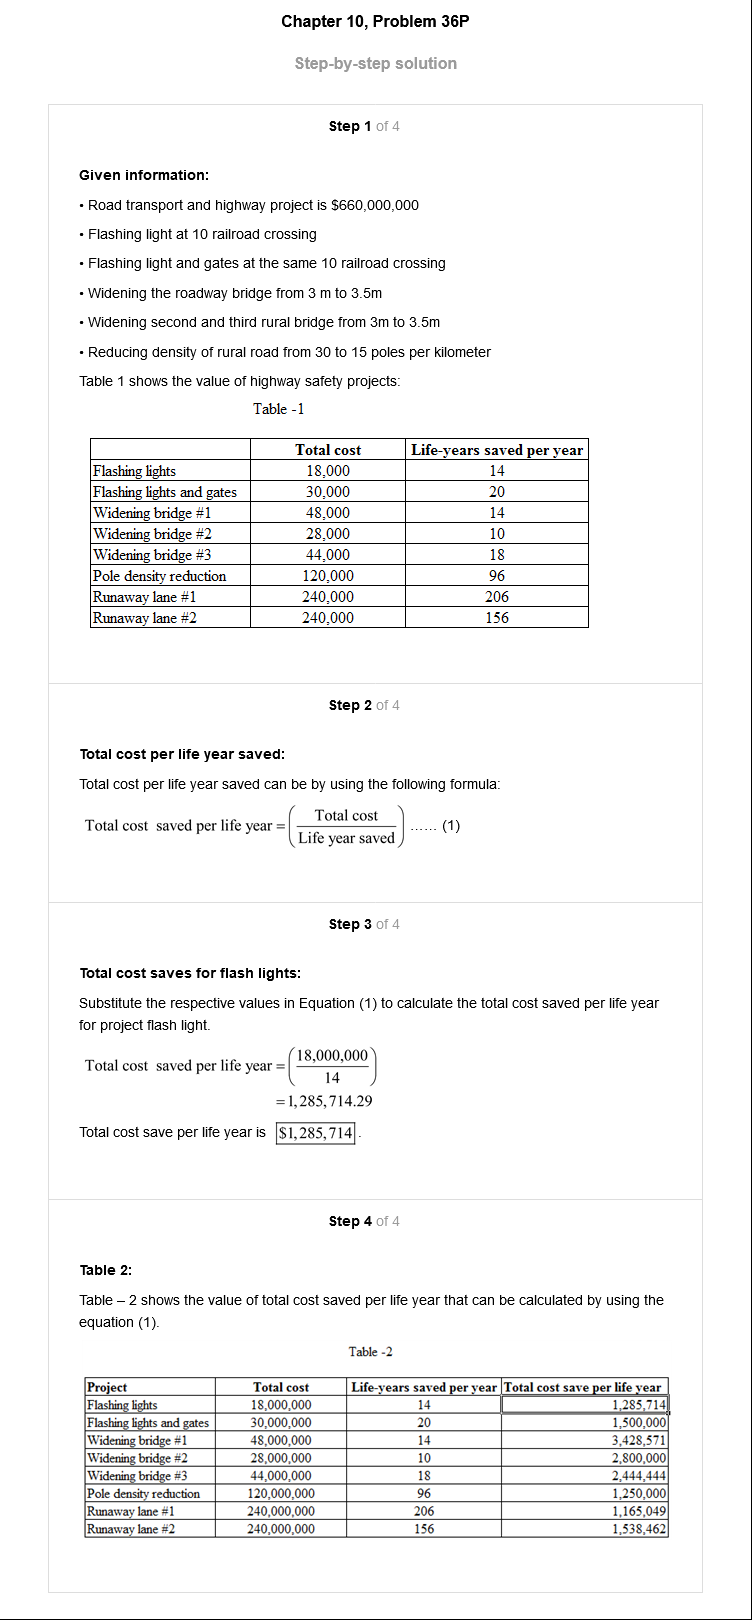 Chapter 10, Problem 36P
Step-by-step solution
Step 1 of 4
Given information:
• Road transport and highway project is $660,000,000
• Flashing light at 10 railroad crossing
• Flashing light and gates at the same 10 railroad crossing
• Widening the roadway bridge from 3 m to 3.5m
• Widening second and third rural bridge from 3m to 3.5m
• Reducing density of rural road from 30 to 15 poles per kilometer
Table 1 shows the value of highway safety projects:
Table -1
Total cost Life-years saved per year
Flashing lights 18,000 14
Flashing lights and gates 30,000 20
Widening bridge #1 48,000 14
Widening bridge #2 28,000 10
Widening bridge #3 44,000 18
Pole density reduction 120,000 96
Runaway lane #1 240,000 206
Runaway lane #2 240,000 156
Step 2 of 4
Total cost per life year saved:
Total cost per life year saved can be by using the following formula:
Total cost saved per life year = (Total cost / Life year saved) ...... (1)
Step 3 of 4
Total cost saves for flash lights:
Substitute the respective values in Equation (1) to calculate the total cost saved per life year
for project flash light.
Total cost saved per life year = (18,000,000 / 14)
= 1,285,714.29
Total cost save per life year is $1,285,714.
Step 4 of 4
Table 2:
Table – 2 shows the value of total cost saved per life year that can be calculated by using the
equation (1).
Table -2
Project Total cost Life-years saved per year Total cost save per life year
Flashing lights 18,000,000 14 1,285,714
Flashing lights and gates 30,000,000 20 1,500,000
Widening bridge #1 48,000,000 14 3,428,571
Widening bridge #2 28,000,000 10 2,800,000
Widening bridge #3 44,000,000 18 2,444,444
Pole density reduction 120,000,000 96 1,250,000
Runaway lane #1 240,000,000 206 1,165,049
Runaway lane #2 240,000,000 156 1,538,462